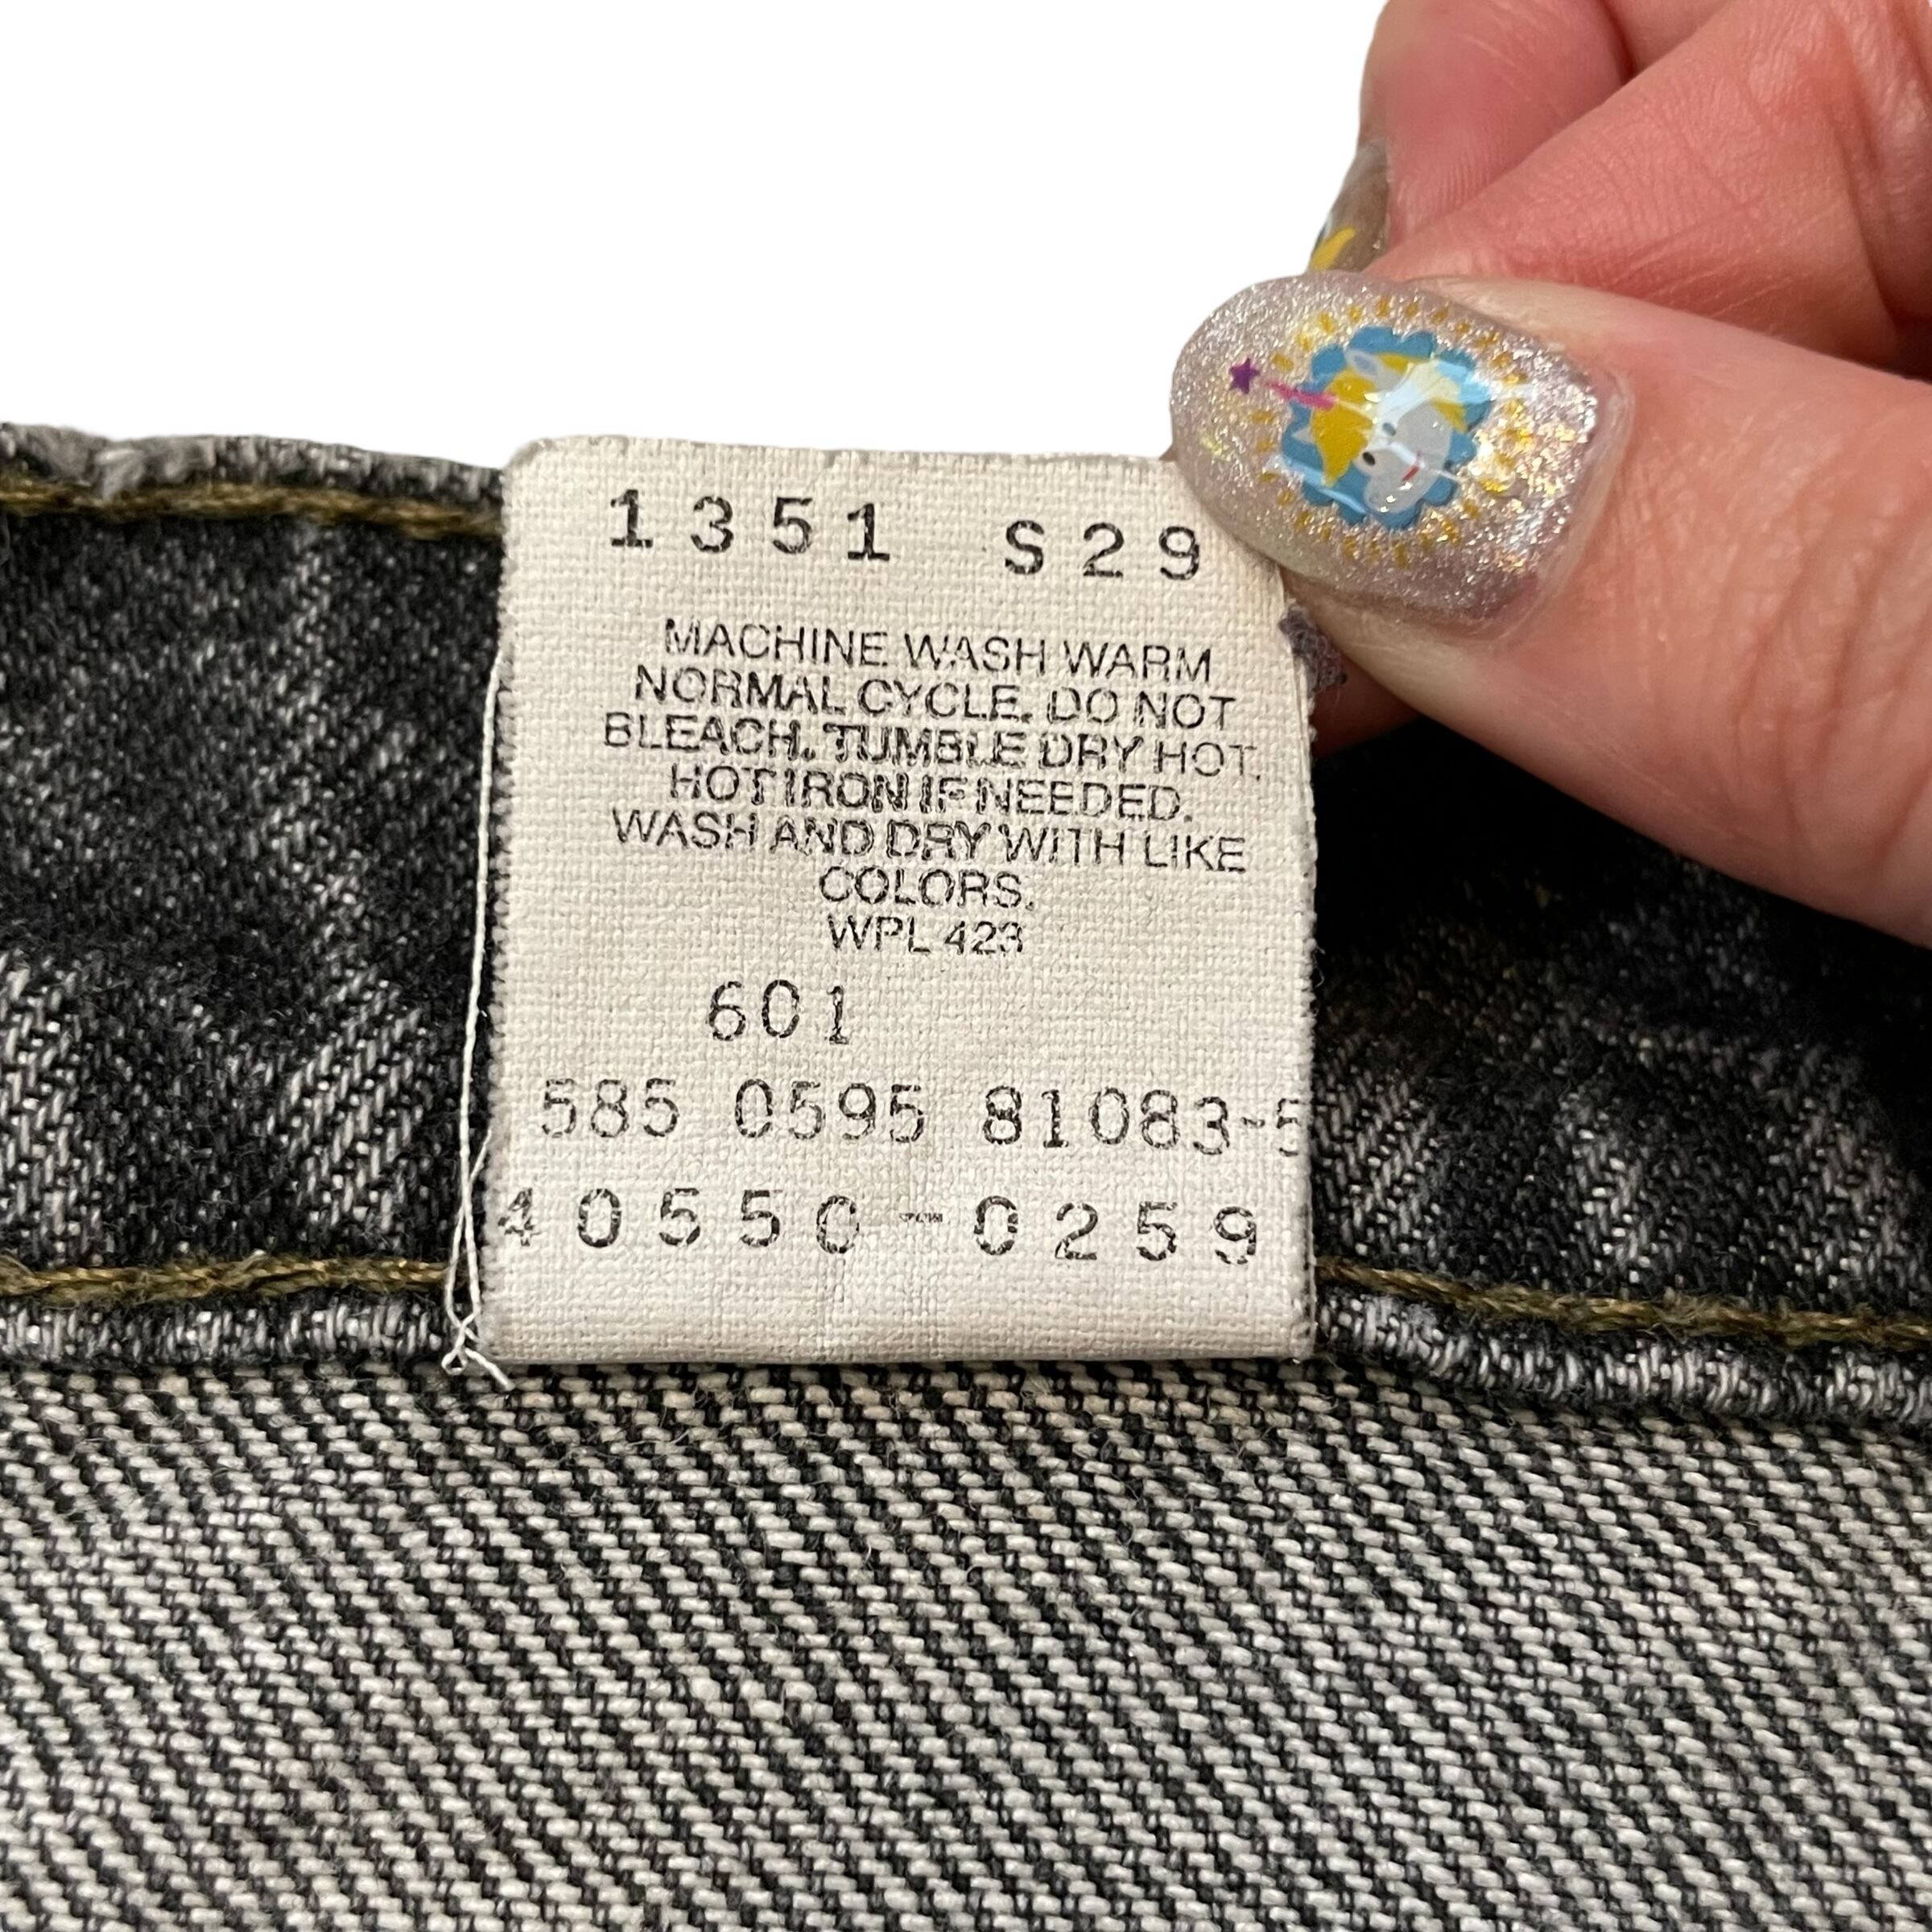 1351 S29
MACHINE WASH WARM
NORMAL CYCLE. DO NOT
BLEACH. TUMBLE DRY HOT.
HOT IRON IF NEEDED.
WASH AND DRY WITH LIKE
COLORS.
WPL 423
601
585 0595 81083-5
40550-0259